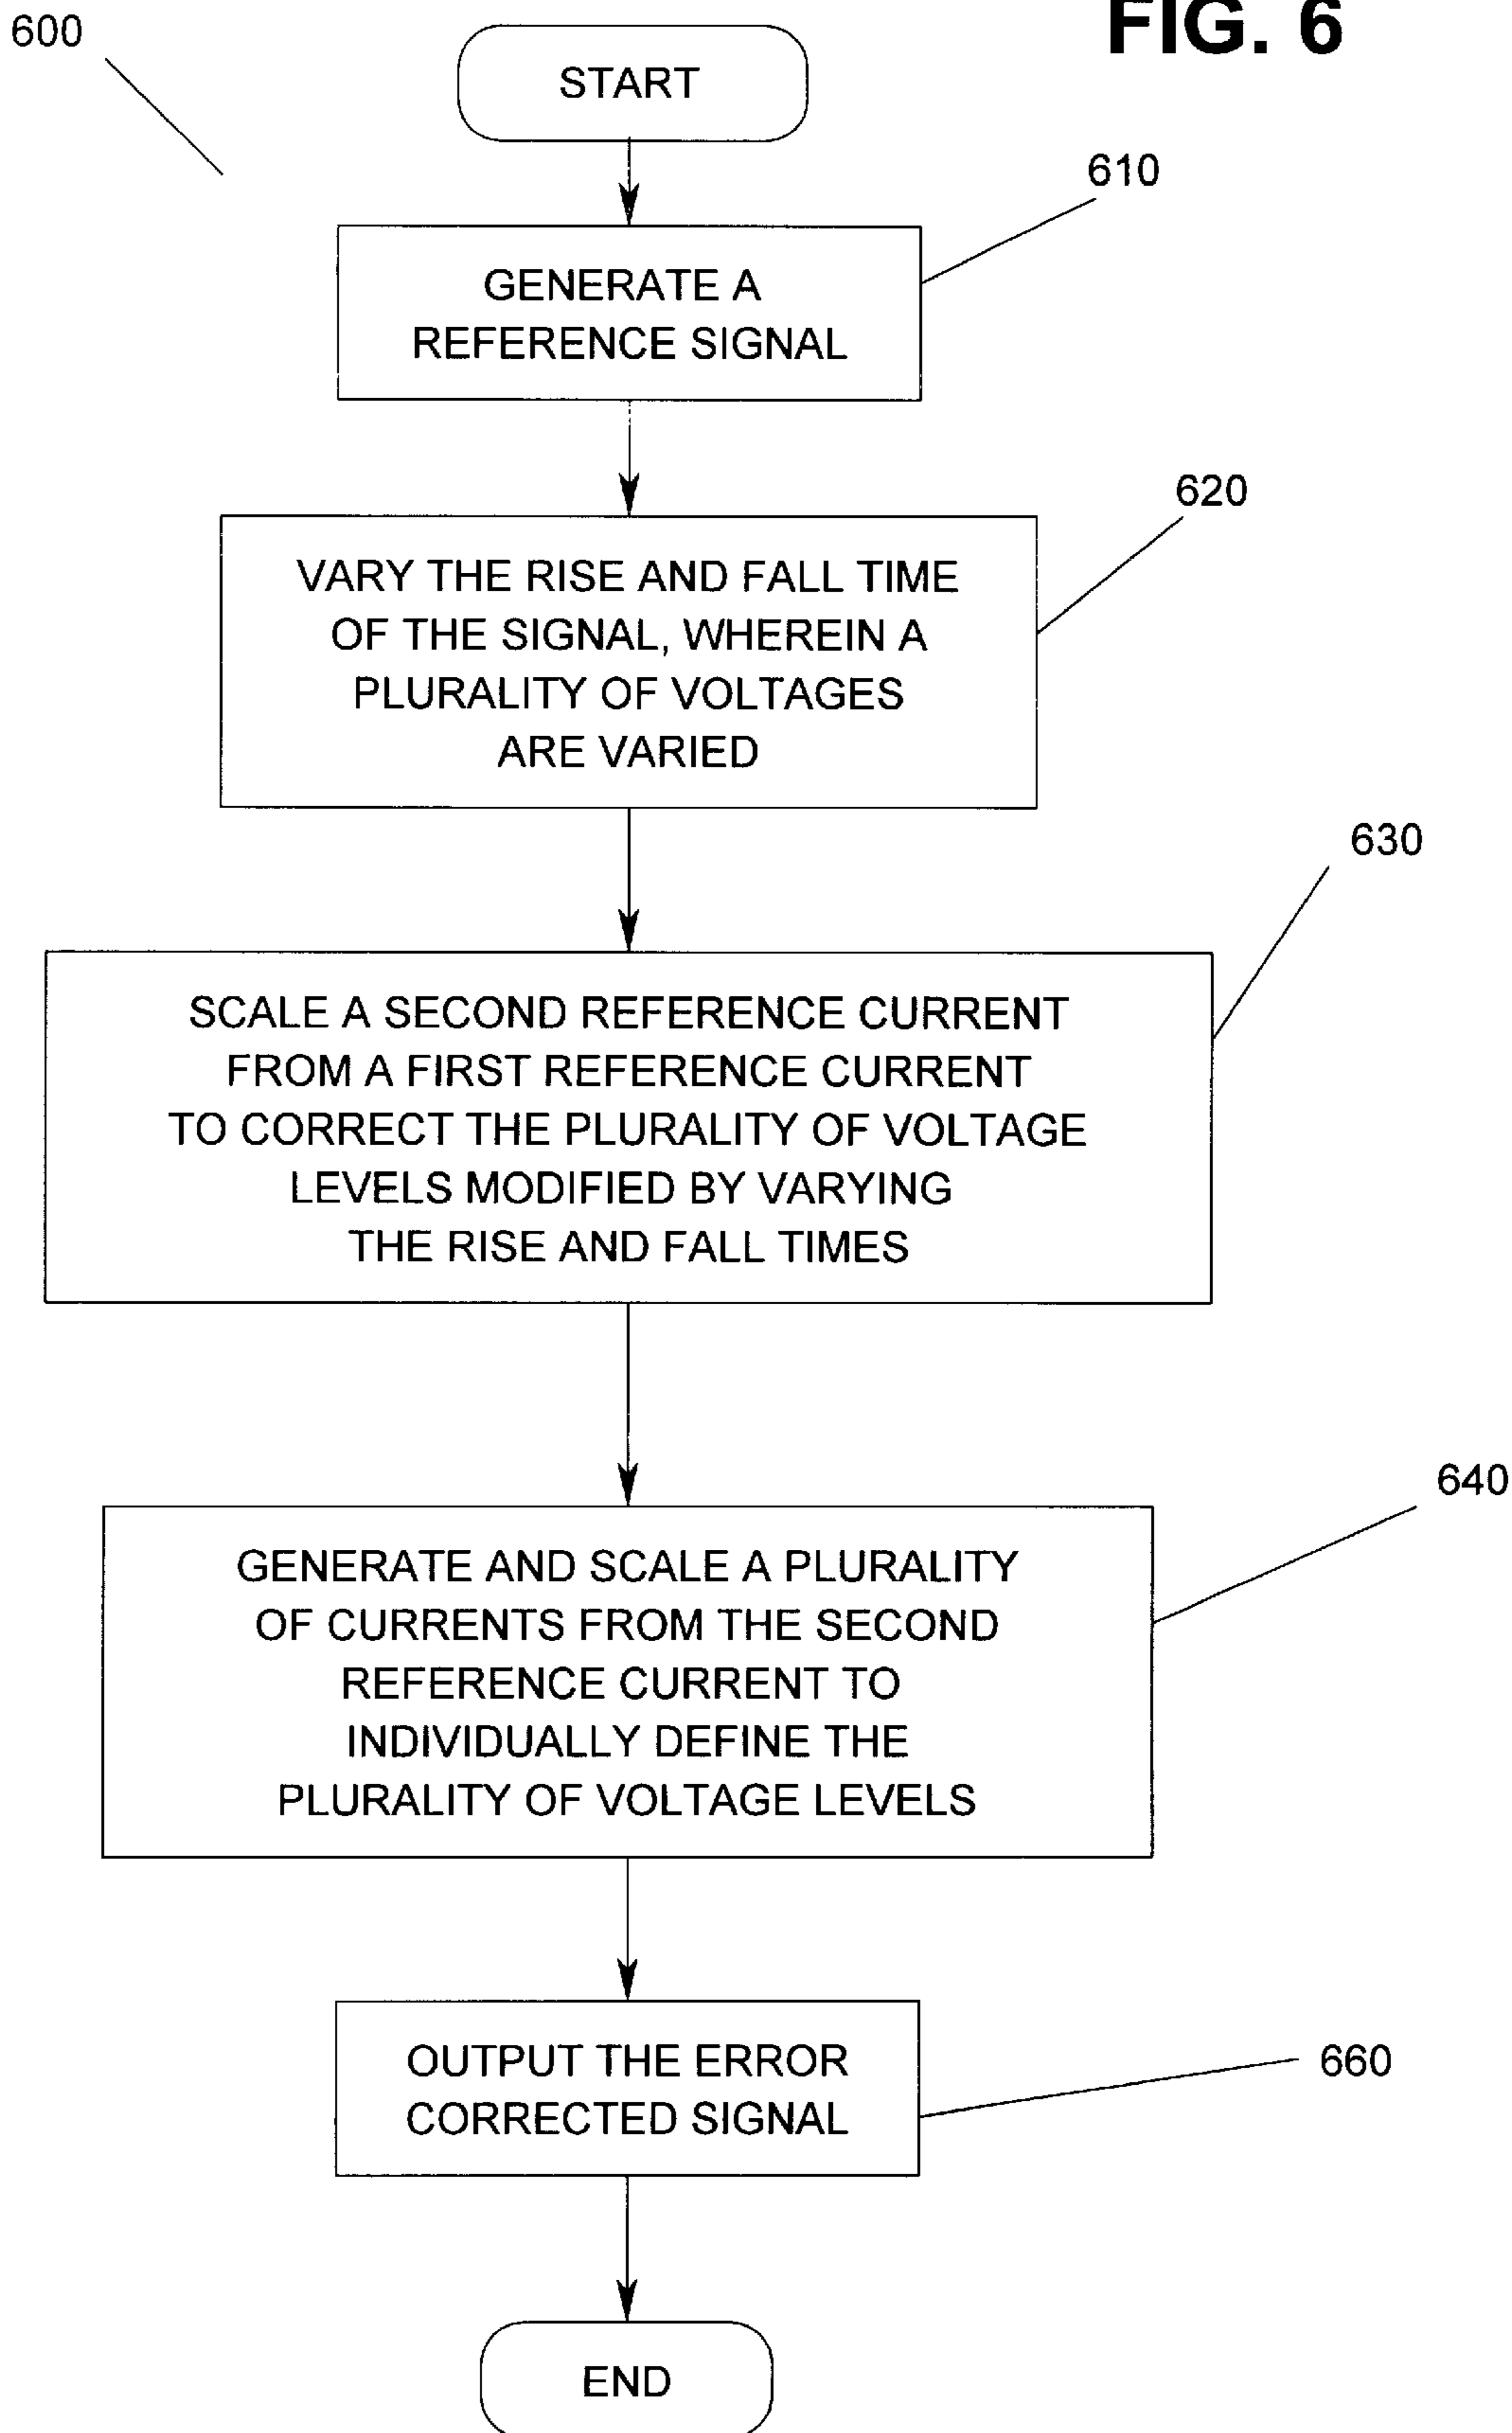 600
FIG. 6
START
610
GENERATE A
REFERENCE SIGNAL
620
VARY THE RISE AND FALL TIME
OF THE SIGNAL, WHEREIN A
PLURALITY OF VOLTAGES
ARE VARIED
630
SCALE A SECOND REFERENCE CURRENT
FROM A FIRST REFERENCE CURRENT
TO CORRECT THE PLURALITY OF VOLTAGE
LEVELS MODIFIED BY VARYING
THE RISE AND FALL TIMES
640
GENERATE AND SCALE A PLURALITY
OF CURRENTS FROM THE SECOND
REFERENCE CURRENT TO
INDIVIDUALLY DEFINE THE
PLURALITY OF VOLTAGE LEVELS
OUTPUT THE ERROR
CORRECTED SIGNAL
660
END